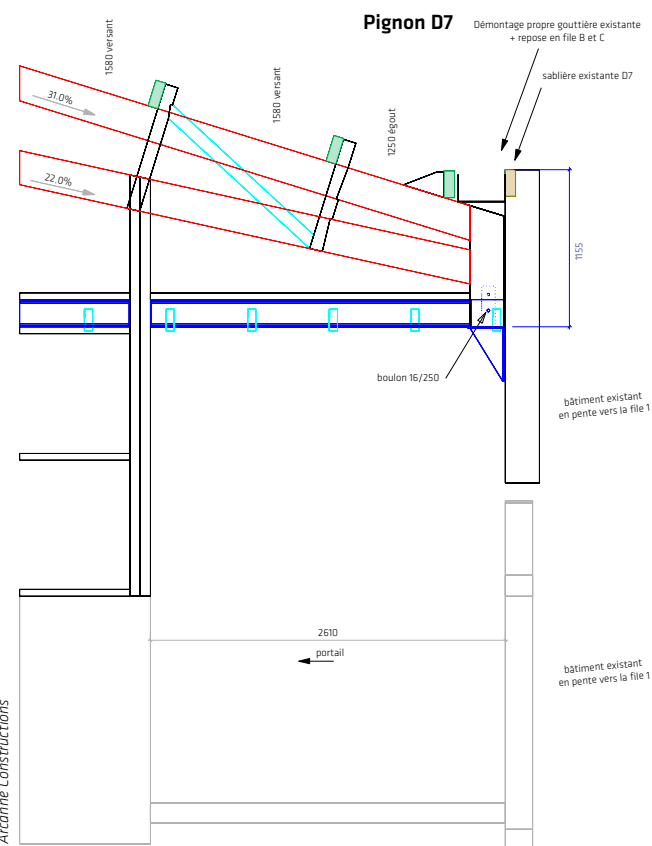 Pignon D7
Démontage propre gouttière existante
+ repose en file B et C
sablière existante D7
1580 versant
1580 versant
1250 égout
31.0%
22.0%
1155
boulon 16/250
bâtiment existant
en pente vers la file 1
2610
portail
bâtiment existant
en pente vers la file 1
Arcanne Constructions